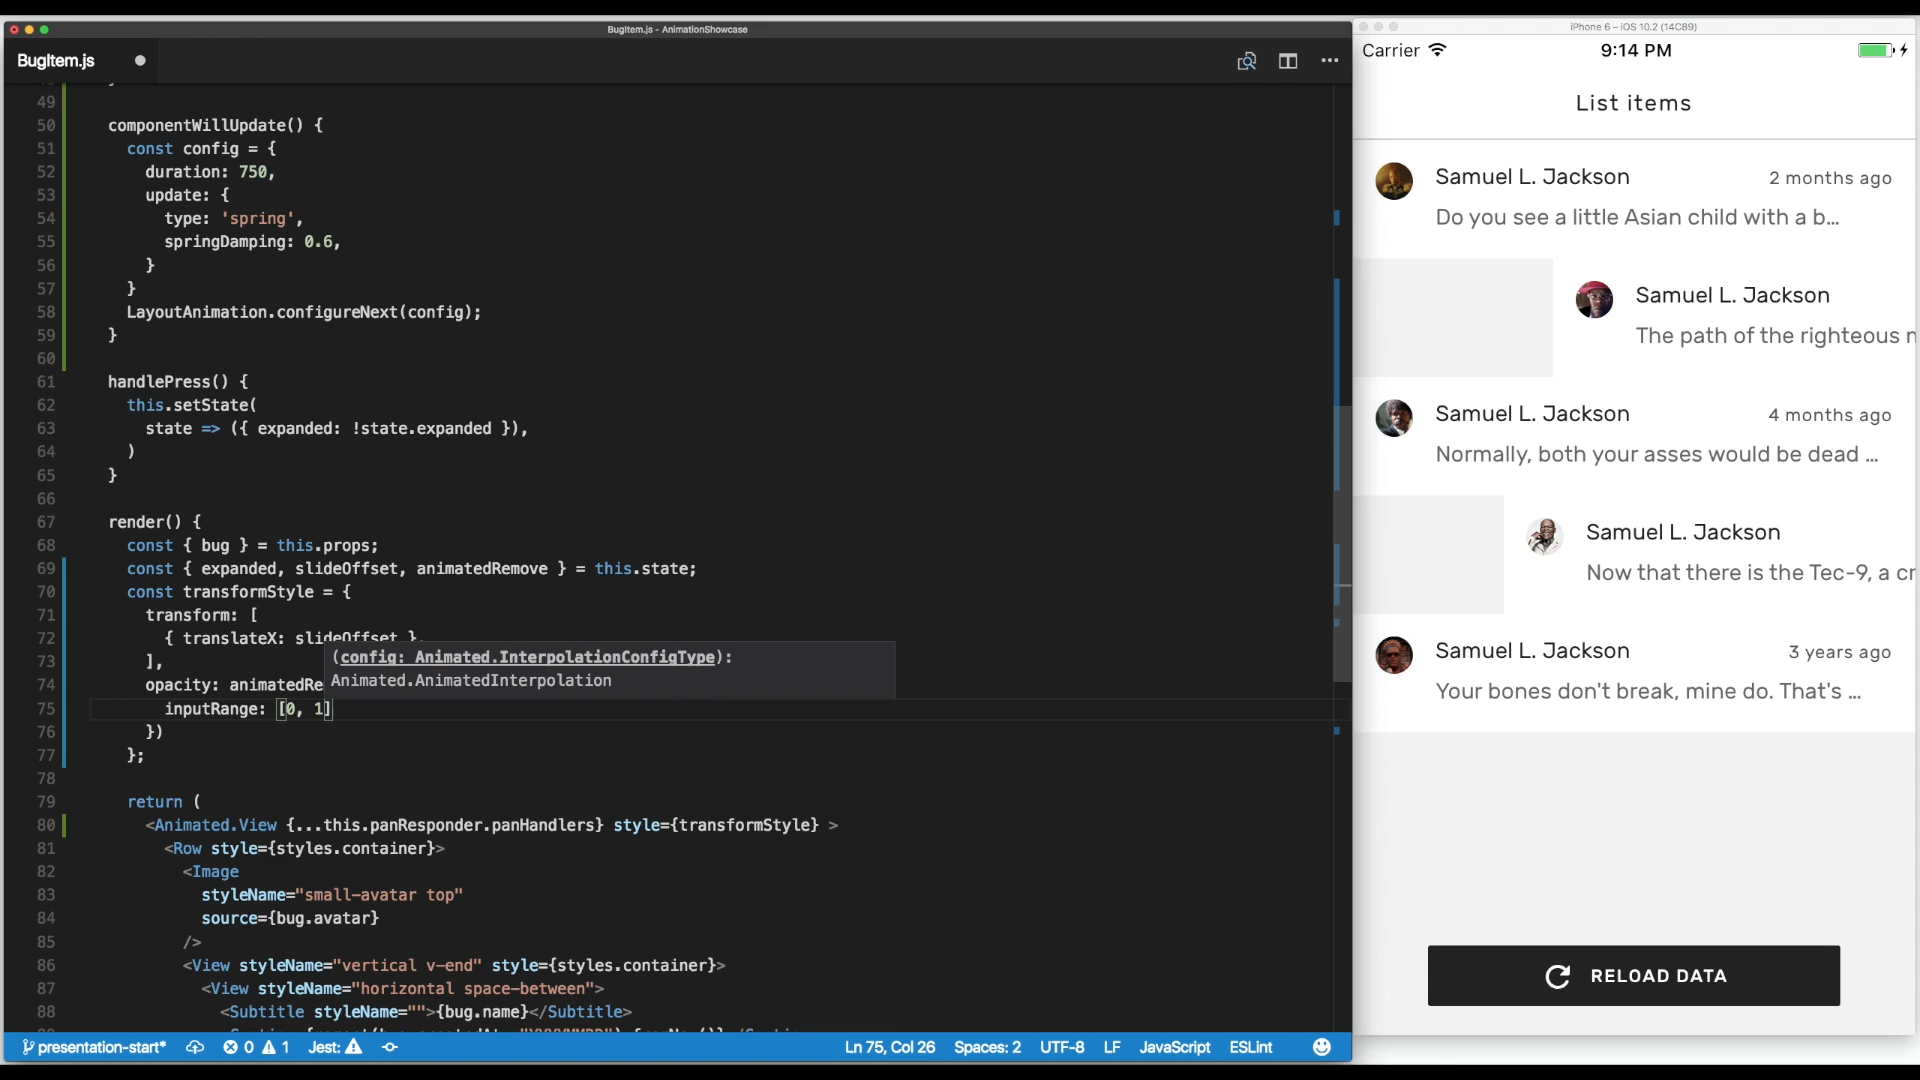 BugItem.js - AnimationShowcase
BugItem.js
49
50 componentWillUpdate() {
51 const config = {
52 duration: 750,
53 update: {
54 type: 'spring',
55 springDamping: 0.6,
56 }
57 }
58 LayoutAnimation.configureNext(config);
59 }
60
61 handlePress() {
62 this.setState(
63 state => ({ expanded: !state.expanded }),
64 )
65 }
66
67 render() {
68 const { bug } = this.props;
69 const { expanded, slideOffset, animatedRemove } = this.state;
70 const transformStyle = {
71 transform: [
72 { translateX: slideOffset },
(config: Animated.InterpolationConfigType):
73 ],
Animated.AnimatedInterpolation
74 opacity: animatedRe
75 inputRange: [0, 1]
76 })
77 };
78
79 return (
80 <Animated.View {...this.panResponder.panHandlers} style={transformStyle} >
81 <Row style={styles.container}>
82 <Image
83 styleName="small-avatar top"
84 source={bug.avatar}
85 />
86 <View styleName="vertical v-end" style={styles.container}>
87 <View styleName="horizontal space-between">
88 <Subtitle styleName="">{bug.name}</Subtitle>
presentation-start* 0 1 Jest: Ln 75, Col 26 Spaces: 2 UTF-8 LF JavaScript ESLint
iPhone 6 – iOS 10.2 (14C89)
Carrier 9:14 PM
List items
Samuel L. Jackson 2 months ago
Do you see a little Asian child with a b...
Samuel L. Jackson
The path of the righteous
Samuel L. Jackson 4 months ago
Normally, both your asses would be dead ...
Samuel L. Jackson
Now that there is the Tec-9, a cr
Samuel L. Jackson 3 years ago
Your bones don't break, mine do. That's ...
RELOAD DATA